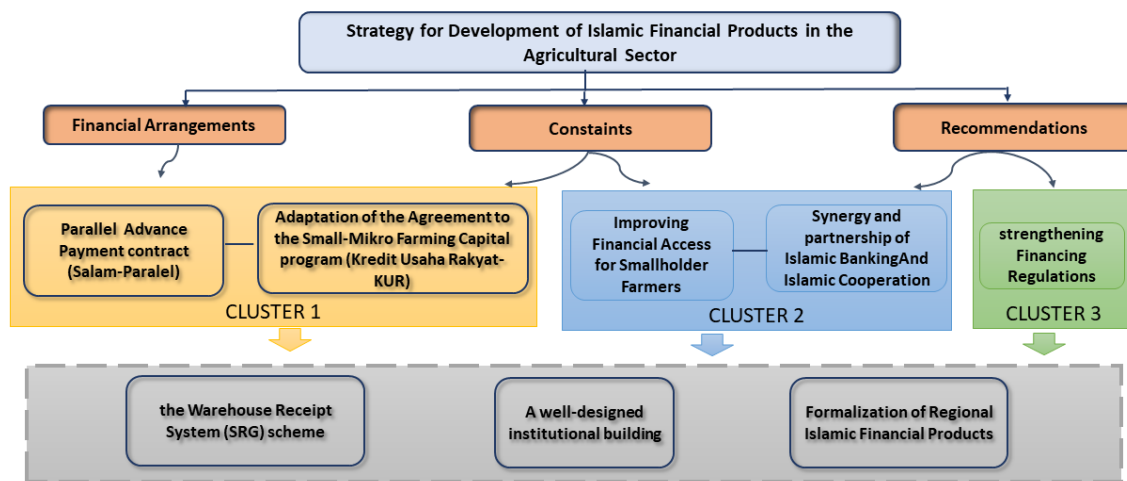 Strategy for Development of Islamic Financial Products in the
Agricultural Sector
Financial Arrangements
Constaints
Recommendations
Parallel Advance
Payment contract
(Salam-Paralel)
Adaptation of the Agreement to
the Small-Mikro Farming Capital
program (Kredit Usaha Rakyat-
KUR)
CLUSTER 1
Improving
Financial Access
for Smallholder
Farmers
Synergy and
partnership of
Islamic BankingAnd
Islamic Cooperation
CLUSTER 2
strengthening
Financing
Regulations
CLUSTER 3
the Warehouse Receipt
System (SRG) scheme
A well-designed
institutional building
Formalization of Regional
Islamic Financial Products